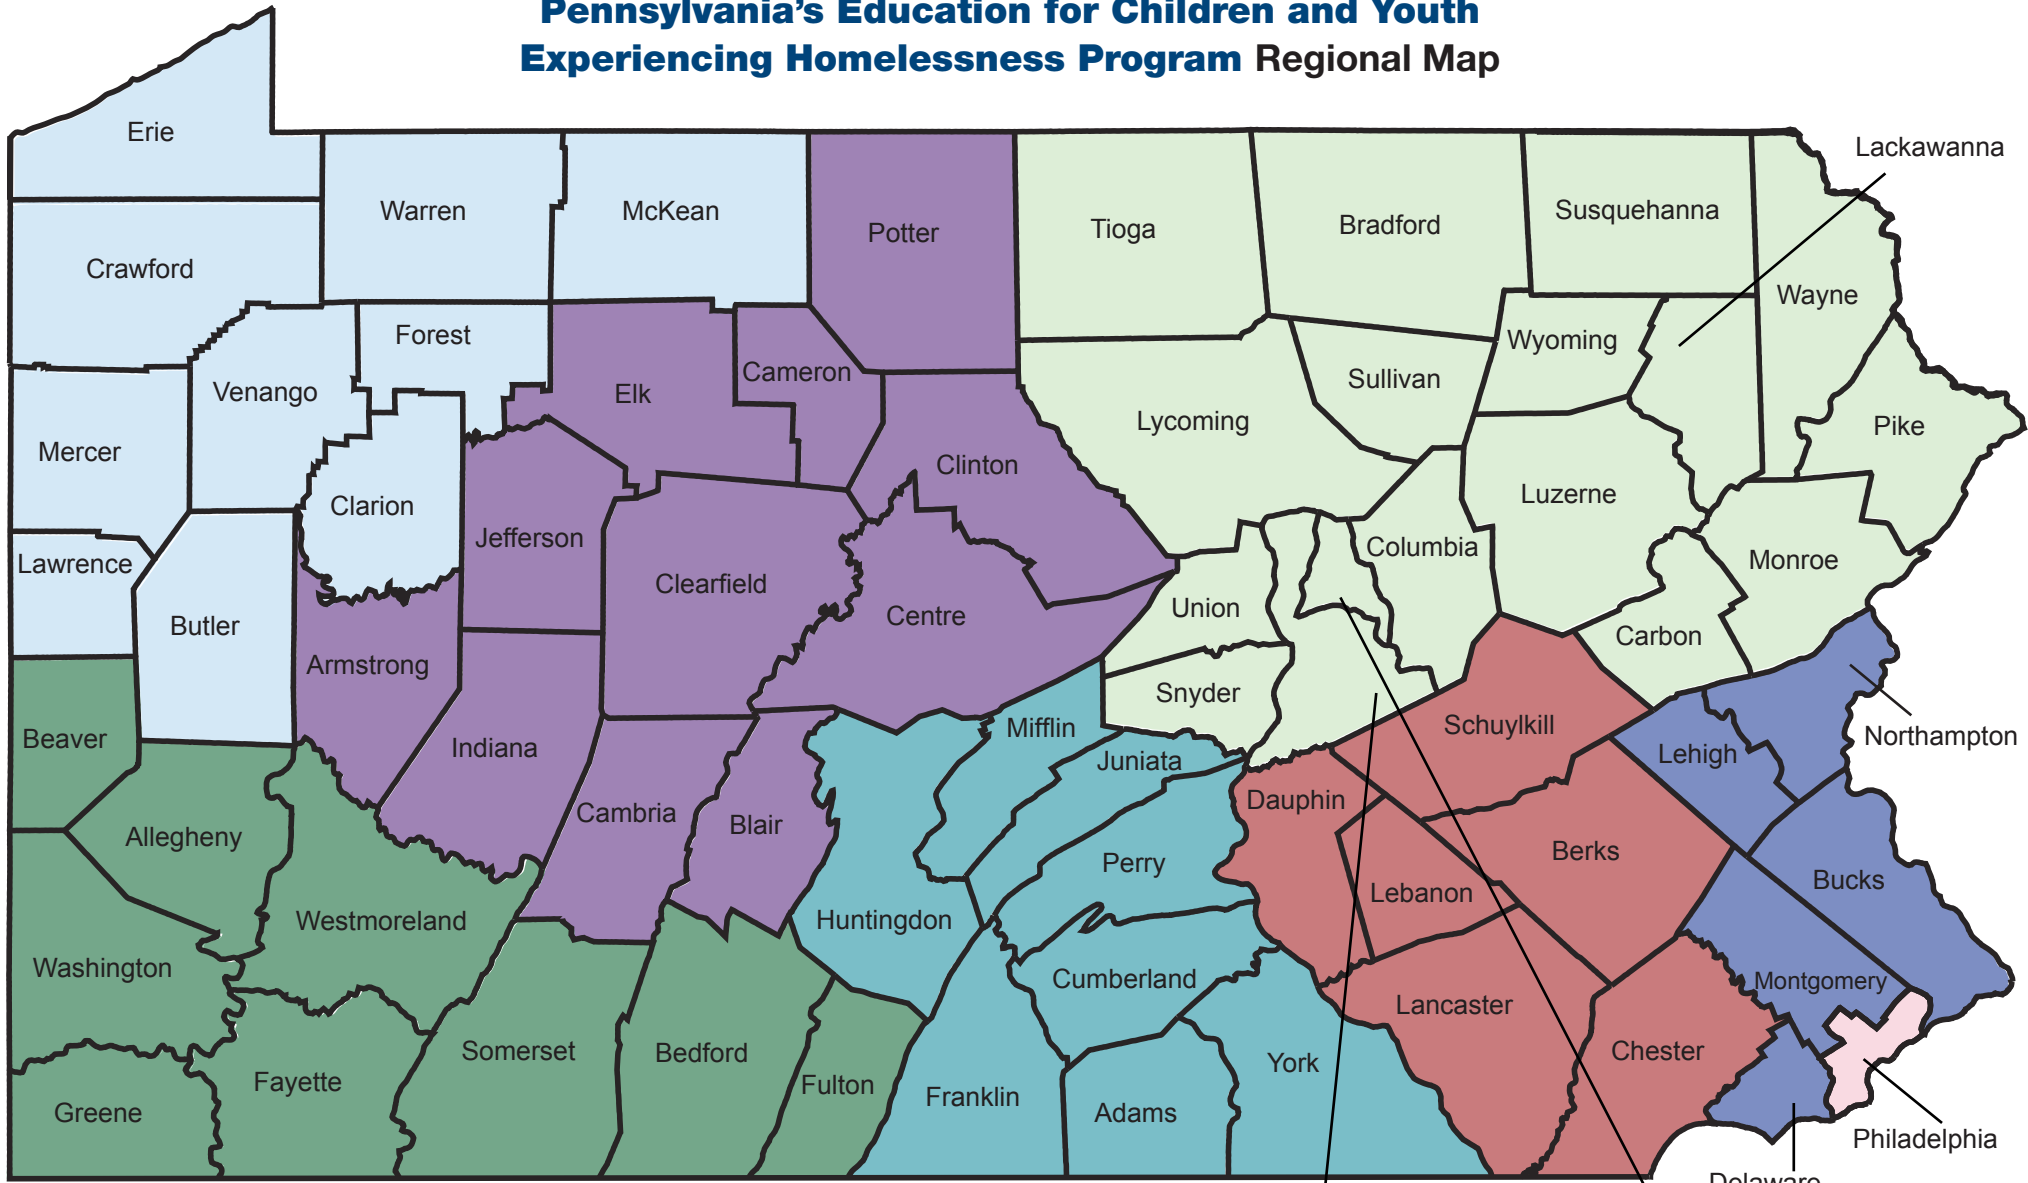 Pennsylvania's Education for Children and Youth
Experiencing Homelessness Program Regional Map
Erie
Lackawanna
Warren
McKean
Susquehanna
Potter
Tioga
Bradford
Crawford
Wayne
Forest
Wyoming
Cameron
Sullivan
Venango
Elk
Lycoming
Pike
Mercer
Clinton
Clarion
Luzerne
Jefferson
Columbia
Monroe
Lawrence
Clearfield
Union
Centre
Butler
Carbon
Armstrong
Snyder
Mifflin
Schuylkill
Northampton
Beaver
Indiana
Lehigh
Juniata
Dauphin
Cambria
Blair
Allegheny
Berks
Perry
Bucks
Lebanon
Westmoreland
Huntingdon
Washington
Cumberland
Montgomery
Lancaster
Somerset
Bedford
Chester
York
Fayette
Fulton
Franklin
Greene
Adams
Philadelphia
Delaware